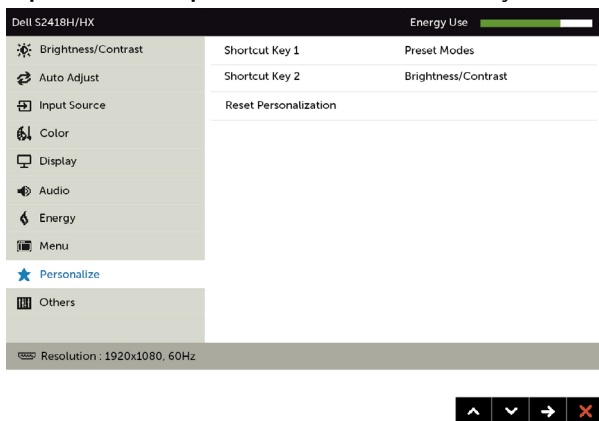 Dell S2418H/HX Energy Use
Brightness/Contrast Shortcut Key 1 Preset Modes
Auto Adjust Shortcut Key 2 Brightness/Contrast
Input Source Reset Personalization
Color
Display
Audio
Energy
Menu
Personalize
Others
Resolution : 1920x1080, 60Hz